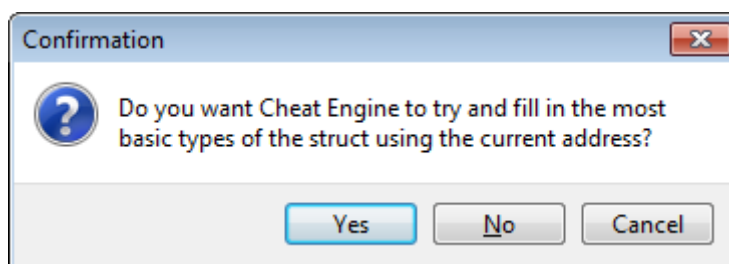 Confirmation
Do you want Cheat Engine to try and fill in the most
basic types of the struct using the current address?
Yes No Cancel